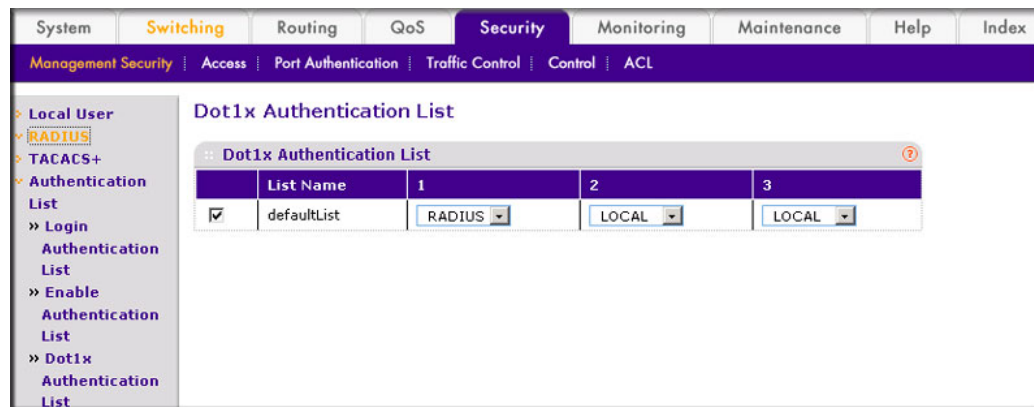 System Switching Routing QoS Security Monitoring Maintenance Help Index
Management Security Access Port Authentication Traffic Control Control ACL
Local User
RADIUS
TACACS+
Authentication
List
» Login
Authentication
List
» Enable
Authentication
List
» Dot1x
Authentication
List
Dot1x Authentication List
Dot1x Authentication List ?
List Name 1 2 3
defaultList RADIUS LOCAL LOCAL